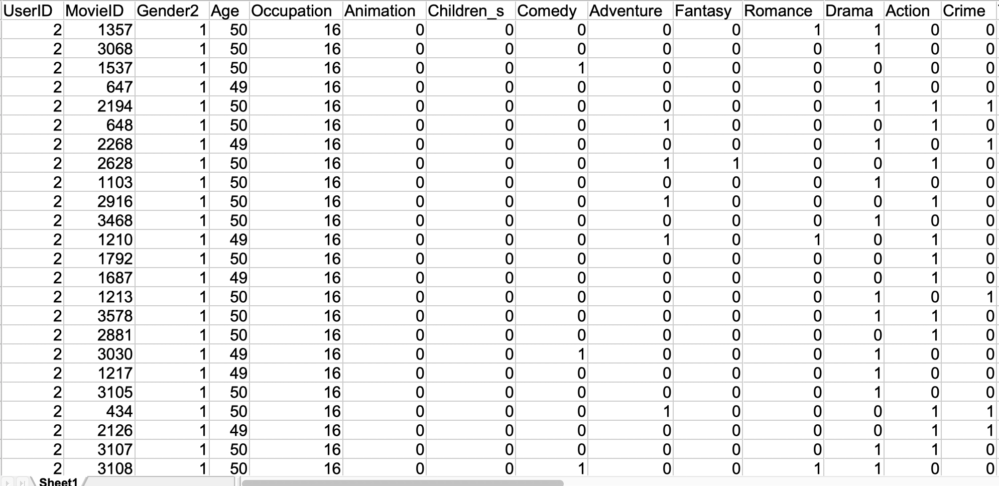 UserID MovieID Gender2 Age Occupation Animation Children_s Comedy Adventure Fantasy Romance Drama Action Crime
2 1357 1 50 16 0 0 0 0 0 1 1 0 0
2 3068 1 50 16 0 0 0 0 0 0 1 0 0
2 1537 1 50 16 0 0 1 0 0 0 0 0 0
2 647 1 49 16 0 0 0 0 0 0 1 0 0
2 2194 1 50 16 0 0 0 0 0 0 1 1 1
2 648 1 50 16 0 0 0 1 0 0 0 1 0
2 2268 1 49 16 0 0 0 0 0 0 1 0 1
2 2628 1 50 16 0 0 0 1 1 0 0 1 0
2 1103 1 50 16 0 0 0 0 0 0 1 0 0
2 2916 1 50 16 0 0 0 1 0 0 0 1 0
2 3468 1 50 16 0 0 0 0 0 0 1 0 0
2 1210 1 49 16 0 0 0 1 0 1 0 1 0
2 1792 1 50 16 0 0 0 0 0 0 0 1 0
2 1687 1 49 16 0 0 0 0 0 0 0 1 0
2 1213 1 50 16 0 0 0 0 0 0 1 0 1
2 3578 1 50 16 0 0 0 0 0 0 1 1 0
2 2881 1 50 16 0 0 0 0 0 0 0 1 0
2 3030 1 49 16 0 0 1 0 0 0 1 0 0
2 1217 1 49 16 0 0 0 0 0 0 1 0 0
2 3105 1 50 16 0 0 0 0 0 0 1 0 0
2 434 1 50 16 0 0 0 1 0 0 0 1 1
2 2126 1 49 16 0 0 0 0 0 0 0 1 1
2 3107 1 50 16 0 0 0 0 0 0 1 1 0
2 3108 1 50 16 0 0 1 0 0 1 1 0 0
Sheet1